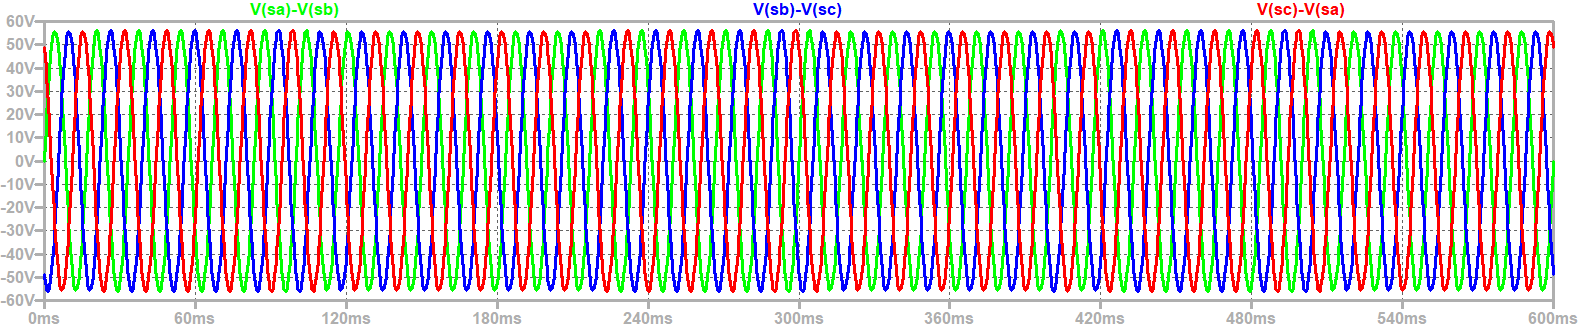 V(sa)-V(sb) V(sb)-V(sc) V(sc)-V(sa)
60V
50V
40V
30V
20V
10V
0V
-10V
-20V
-30V
-40V
-50V
-60V
0ms 60ms 120ms 180ms 240ms 300ms 360ms 420ms 480ms 540ms 600ms